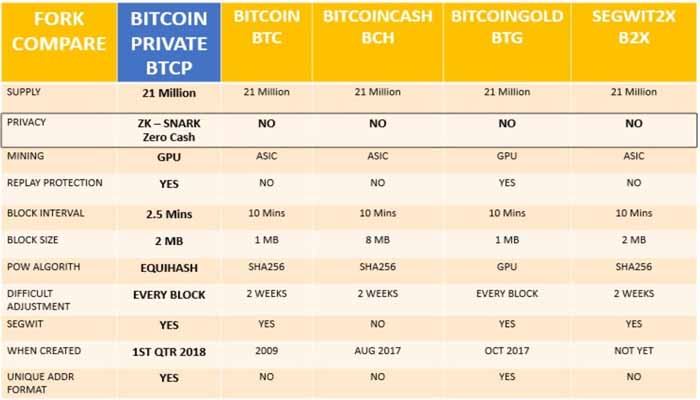 FORK COMPARE BITCOIN PRIVATE BTCP BITCOIN BTC BITCOINCASH BCH BITCOINGOLD BTG SEGWIT2X B2X
SUPPLY 21 Million 21 Million 21 Million 21 Million 21 Million
PRIVACY ZK – SNARK Zero Cash NO NO NO NO
MINING GPU ASIC ASIC GPU ASIC
REPLAY PROTECTION YES NO NO YES NO
BLOCK INTERVAL 2.5 Mins 10 Mins 10 Mins 10 Mins 10 Mins
BLOCK SIZE 2 MB 1 MB 8 MB 1 MB 2 MB
POW ALGORITH EQUIHASH SHA256 SHA256 GPU SHA256
DIFFICULT ADJUSTMENT EVERY BLOCK 2 WEEKS 2 WEEKS EVERY BLOCK 2 WEEKS
SEGWIT YES YES NO YES YES
WHEN CREATED 1ST QTR 2018 2009 AUG 2017 OCT 2017 NOT YET
UNIQUE ADDR FORMAT YES NO NO YES NO